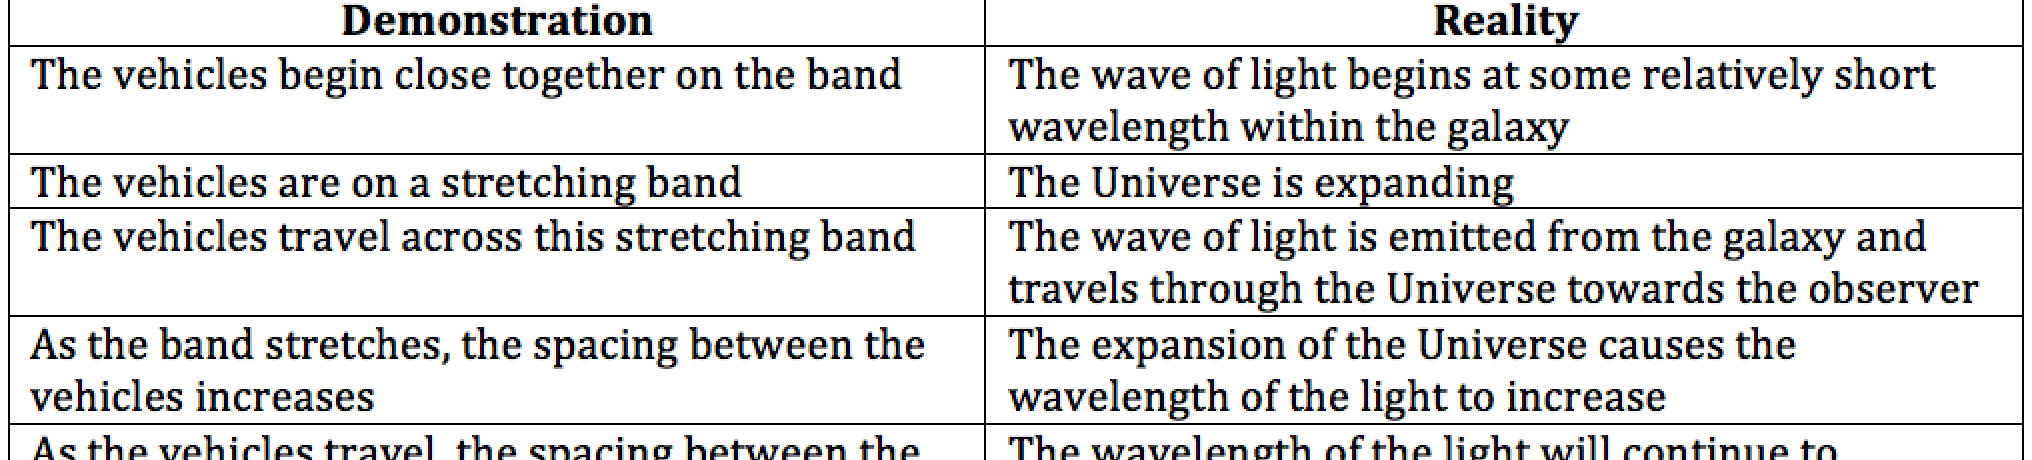 Demonstration Reality
The vehicles begin close together on the band
The wave of light begins at some relatively short
wavelength within the galaxy
The vehicles are on a stretching band
The Universe is expanding
The vehicles travel across this stretching band
The wave of light is emitted from the galaxy and
travels through the Universe towards the observer
As the band stretches, the spacing between the
vehicles increases
The expansion of the Universe causes the
wavelength of the light to increase
As the vehicles travel, the spacing between the
The wavelength of the light will continue to